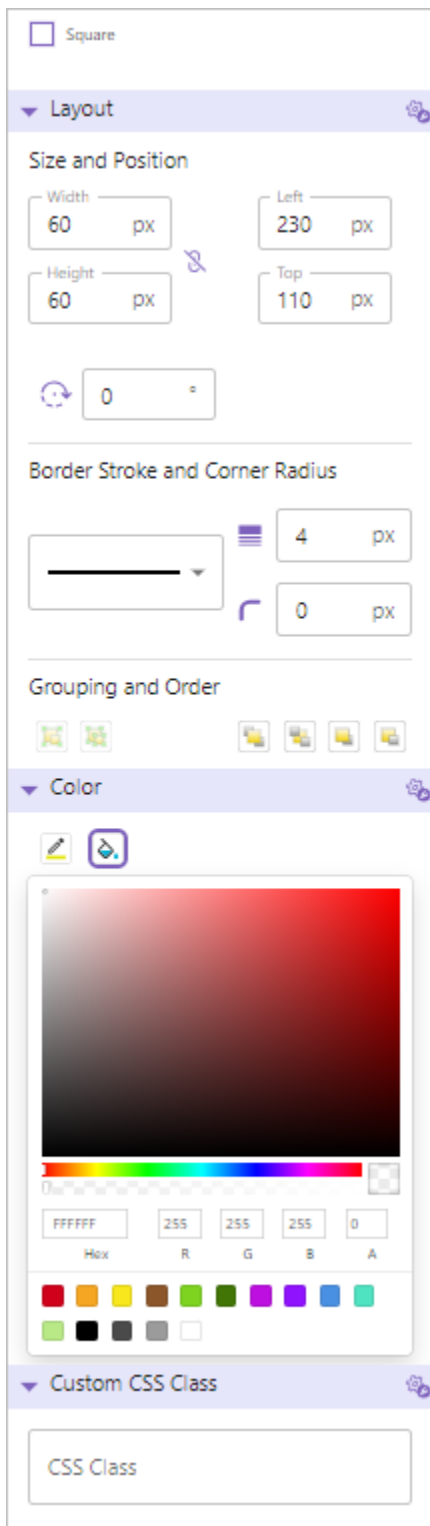 Square
Layout
Size and Position
Width Left
60 px 230 px
Height Top
60 px 110 px
0 °
Border Stroke and Corner Radius
4 px
0 px
Grouping and Order
Color
FFFFFF 255 255 255 0
Hex R G B A
Custom CSS Class
CSS Class